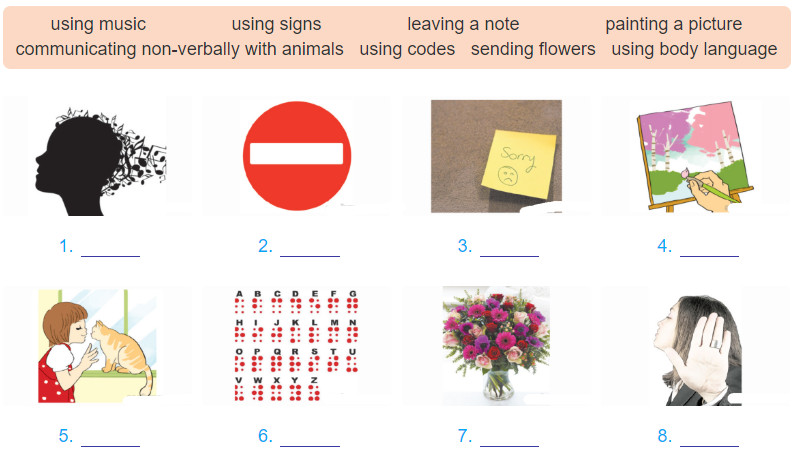 using music using signs leaving a note painting a picture
communicating non-verbally with animals using codes sending flowers using body language
Sorry
1. ______ 2. ______ 3. ______ 4. ______
A B C D E F G
H I J K L M N
O P Q R S T U
V W X Y Z
5. ______ 6. ______ 7. ______ 8. ______